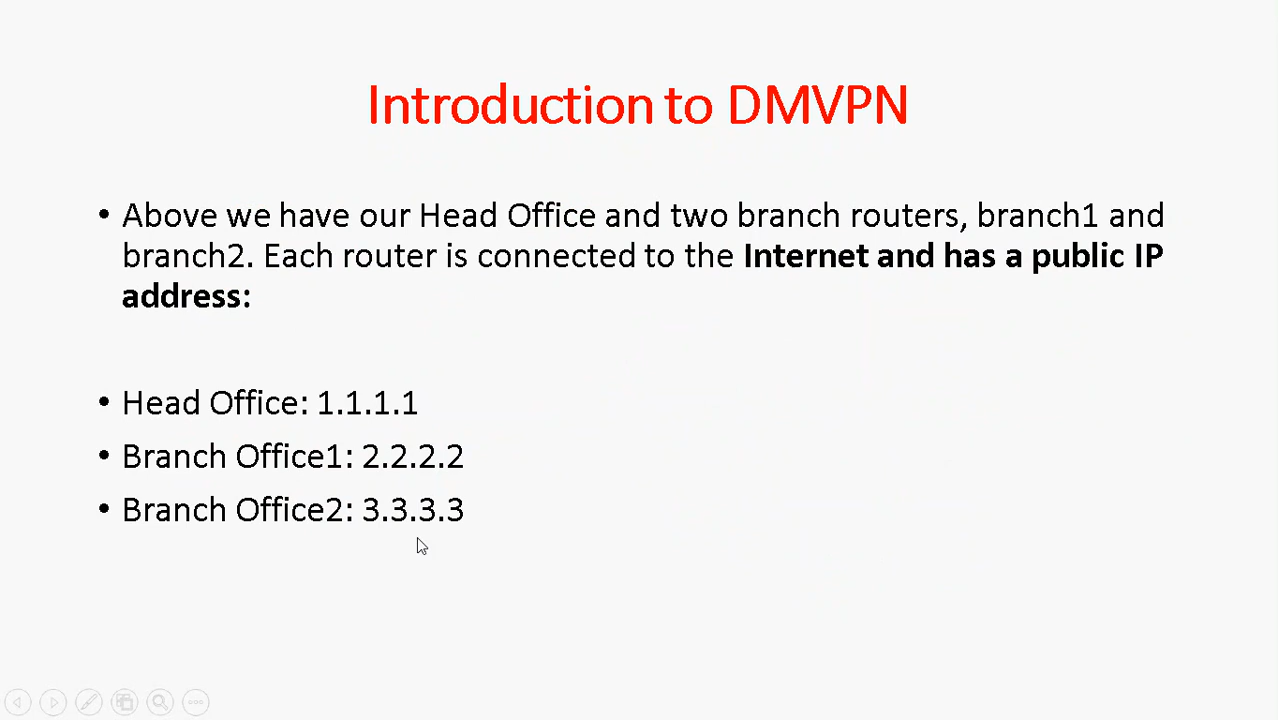 Introduction to DMVPN
• Above we have our Head Office and two branch routers, branch1 and
branch2. Each router is connected to the Internet and has a public IP
address:
• Head Office: 1.1.1.1
• Branch Office1: 2.2.2.2
• Branch Office2: 3.3.3.3